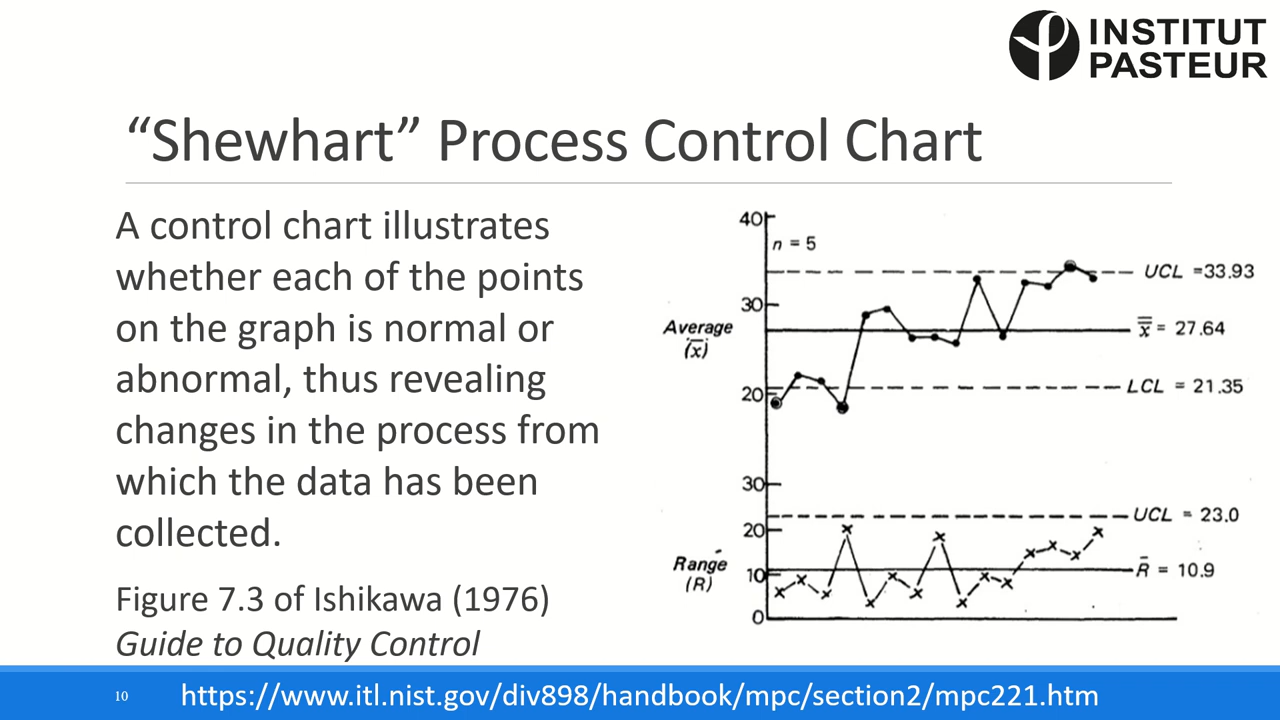 INSTITUT
PASTEUR
“Shewhart” Process Control Chart
A control chart illustrates
whether each of the points
on the graph is normal or
abnormal, thus revealing
changes in the process from
which the data has been
collected.
Figure 7.3 of Ishikawa (1976)
Guide to Quality Control
40
n = 5
UCL =33.93
30
Average
(x̅)
x̿ = 27.64
20
LCL = 21.35
30
UCL = 23.0
20
Range
(R)
10
R̅ = 10.9
0
10
https://www.itl.nist.gov/div898/handbook/mpc/section2/mpc221.htm